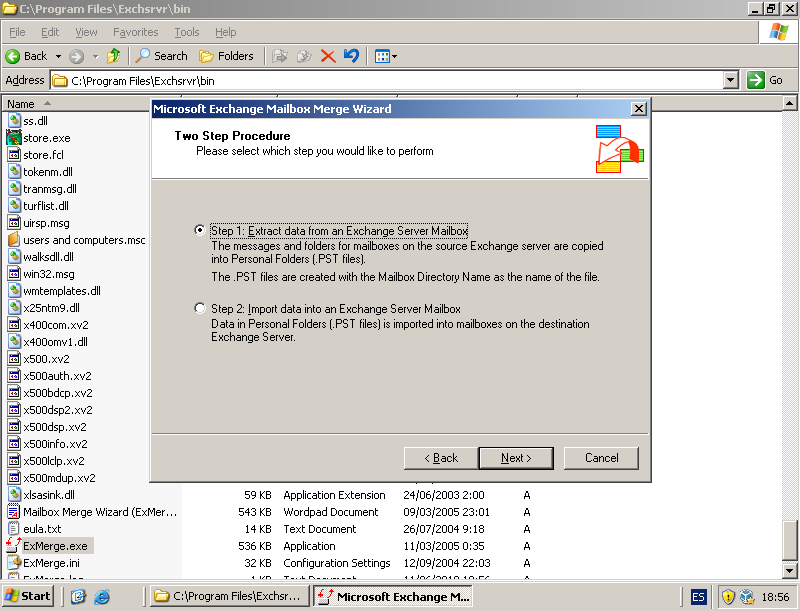 C:\Program Files\Exchsrvr\bin
File Edit View Favorites Tools Help
Back Search Folders
Address C:\Program Files\Exchsrvr\bin Go
Name
ss.dll
store.exe
store.fcl
tokenm.dll
tranmsg.dll
turflist.dll
uirsp.msg
users and computers.msc
walksdll.dll
win32.msg
wmtemplates.dll
x25ntm9.dll
x400com.xv2
x400omv1.dll
x500.xv2
x500auth.xv2
x500bdcp.xv2
x500dsp2.xv2
x500dsp.xv2
x500info.xv2
x500lclp.xv2
x500mdup.xv2
xlsasink.dll 59 KB Application Extension 24/06/2003 2:00 A
Mailbox Merge Wizard (ExMer... 543 KB Wordpad Document 09/03/2005 23:01 A
eula.txt 14 KB Text Document 26/07/2004 9:18 A
ExMerge.exe 536 KB Application 11/03/2005 0:35 A
ExMerge.ini 32 KB Configuration Settings 12/09/2004 22:03 A
Microsoft Exchange Mailbox Merge Wizard
Two Step Procedure
Please select which step you would like to perform
Step 1: Extract data from an Exchange Server Mailbox
The messages and folders for mailboxes on the source Exchange server are copied
into Personal Folders (.PST files).
The .PST files are created with the Mailbox Directory Name as the name of the file.
Step 2: Import data into an Exchange Server Mailbox
Data in Personal Folders (.PST files) is imported into mailboxes on the destination
Exchange Server.
< Back Next > Cancel
Start C:\Program Files\Exchsr... Microsoft Exchange M... ES 18:56